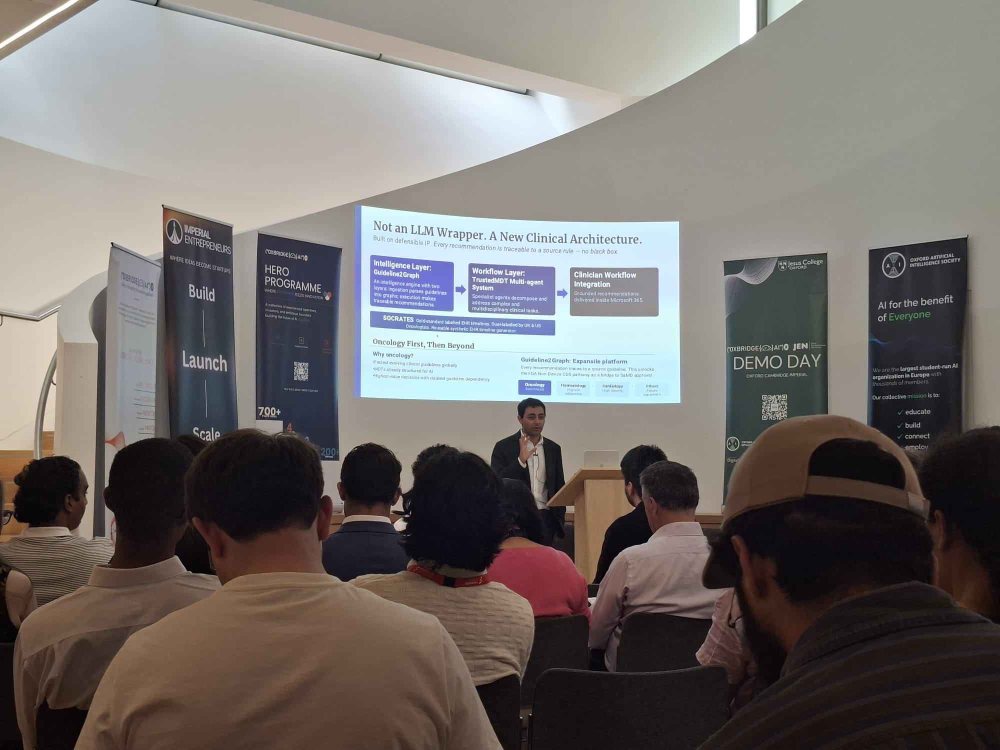 Not an LLM Wrapper. A New Clinical Architecture.
Built on defensible IP. Every recommendation is traceable to a source rule — no black box.
Intelligence Layer:
Guideline2Graph
An intelligence engine with two
layers: ingestion parses guidelines
into graphs; execution makes
traceable recommendations.
Workflow Layer:
TrustedMDT Multi-agent
System
Specialist agents decompose and
address complex and
multidisciplinary clinical tasks.
Clinician Workflow
Integration
Grounded recommendations
delivered inside Microsoft 365.
SOCRATES Gold-standard labelled EHR timelines. Dual-labelled by UK & US
Oncologists. Reusable synthetic EHR timeline generator.
Oncology First, Then Beyond
Why oncology?
•Fastest-evolving clinical guidelines globally
•MDTs already structured for AI
•Highest-value decisions with clearest guideline dependency
Guideline2Graph: Expansile platform
Every recommendation traces to a source guideline. This unlocks
the FDA Non-Device CDS pathway as a bridge to SaMD approval.
Oncology
Beachhead
Haematology
Highest
adjacency
Cardiology
High density
Others
Future
expansion
IMPERIAL
ENTREPRENEURS
WHERE IDEAS BECOME STARTUPS
Build
Launch
Scale
("OXBRIDGE{AI}")
HERO
PROGRAMME
WHERE EXPERIENCE FEEDS INNOVATION
A collective of experienced operators,
investors, and ambitious founders
building the future of AI together
HELP BUILD BOOST GROW TOGETHER
700+
200+
("OXBRIDGE{AI}")
MENTOR
Jesus College
OXFORD
("OXBRIDGE{AI}") JEN
DEMO DAY
OXFORD CAMBRIDGE IMPERIAL
OXFORD
Digital
AI
OXFORD ARTIFICIAL
INTELLIGENCE SOCIETY
AI for the benefit
of Everyone
We are the largest student-run AI
organization in Europe with
thousands of members.
Our collective mission is to:
✓ educate
✓ build
✓ connect
employ